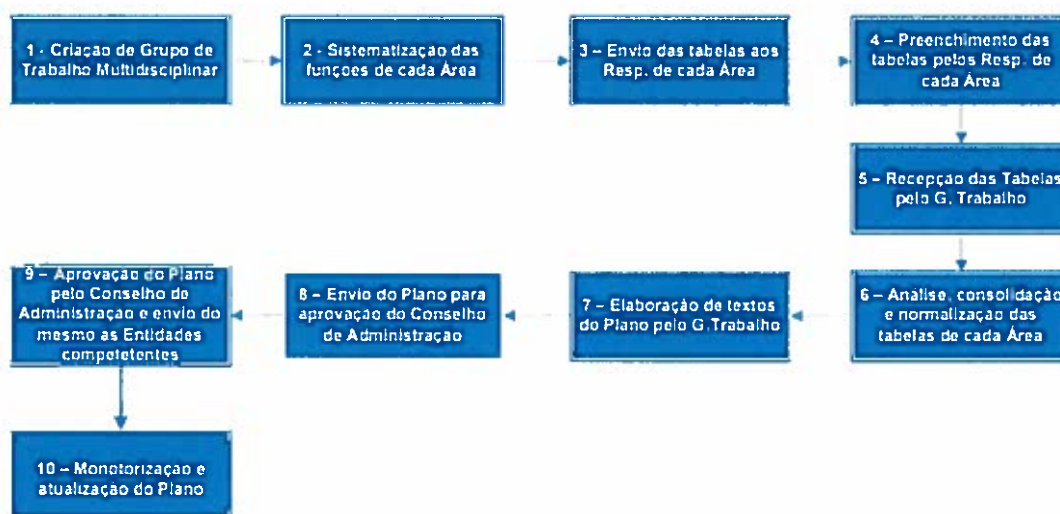 1 - Criação de Grupo de
Trabalho Multidisciplinar
2 - Sistematização das
funções de cada Área
3 – Envio das tabelas aos
Resp. de cada Área
4 – Preenchimento das
tabelas pelos Resp. de
cada Área
5 – Recepção das Tabelas
pelo G. Trabalho
6 – Análise, consolidação
e normalização das
tabelas de cada Área
7 – Elaboração de textos
do Plano pelo G.Trabalho
8 – Envio do Plano para
aprovação do Conselho
de Administração
9 – Aprovação do Plano
pelo Conselho de
Administração e envio do
mesmo as Entidades
competetentes
10 – Monotorização e
atualização do Plano